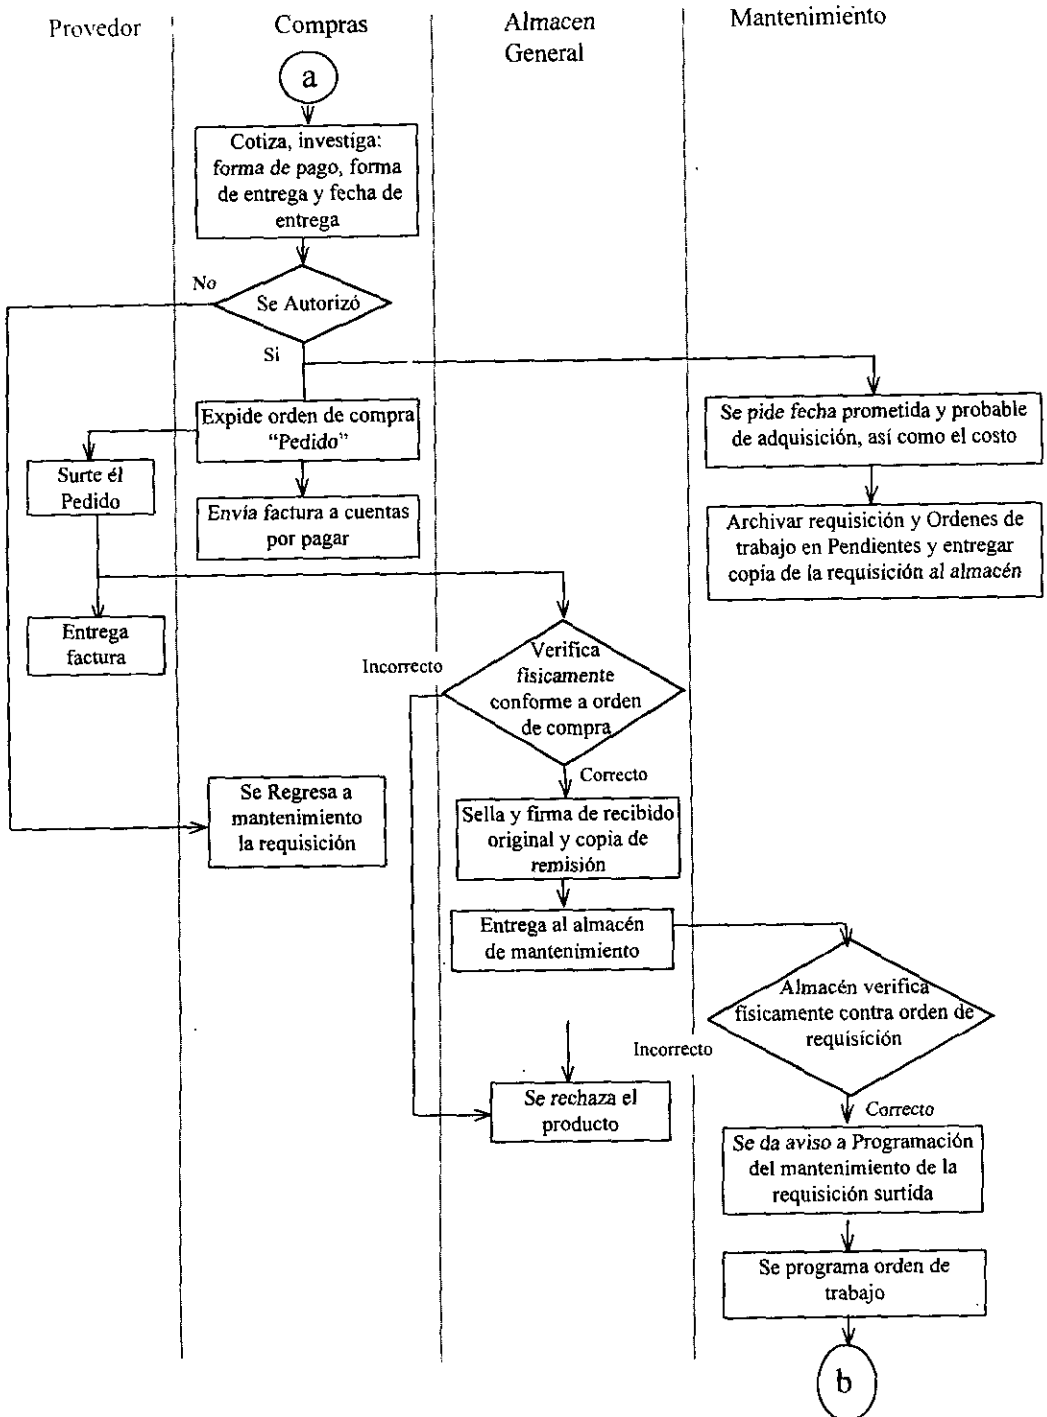 Provedor
Compras
Almacen
General
Mantenimiento
a
Cotiza, investiga:
forma de pago, forma
de entrega y fecha de
entrega
No
Se Autorizó
Si
Expide orden de compra
“Pedido”
Se pide fecha prometida y probable
de adquisición, así como el costo
Surte él
Pedido
Envía factura a cuentas
por pagar
Archivar requisición y Ordenes de
trabajo en Pendientes y entregar
copia de la requisición al almacén
Entrega
factura
Incorrecto
Verifica
físicamente
conforme a orden
de compra
Correcto
Se Regresa a
mantenimiento
la requisición
Sella y firma de recibido
original y copia de
remisión
Entrega al almacén
de mantenimiento
Almacén verifica
físicamente contra orden de
requisición
Incorrecto
Se rechaza el
producto
Correcto
Se da aviso a Programación
del mantenimiento de la
requisición surtida
Se programa orden de
trabajo
b